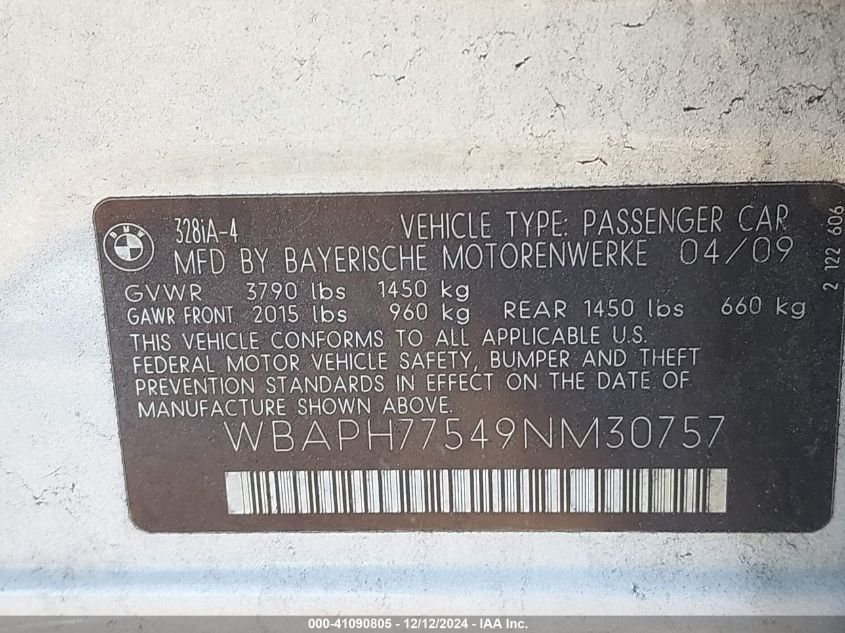 BMW
328iA-4 VEHICLE TYPE: PASSENGER CAR
MFD BY BAYERISCHE MOTORENWERKE 04/09
GVWR 3790 lbs 1450 kg
GAWR FRONT 2015 lbs 960 kg REAR 1450 lbs 660 kg
THIS VEHICLE CONFORMS TO ALL APPLICABLE U.S.
FEDERAL MOTOR VEHICLE SAFETY, BUMPER AND THEFT
PREVENTION STANDARDS IN EFFECT ON THE DATE OF
MANUFACTURE SHOWN ABOVE.
WBAPH77549NM30757
2 122 606
000-41090805 - 12/12/2024 - IAA Inc.